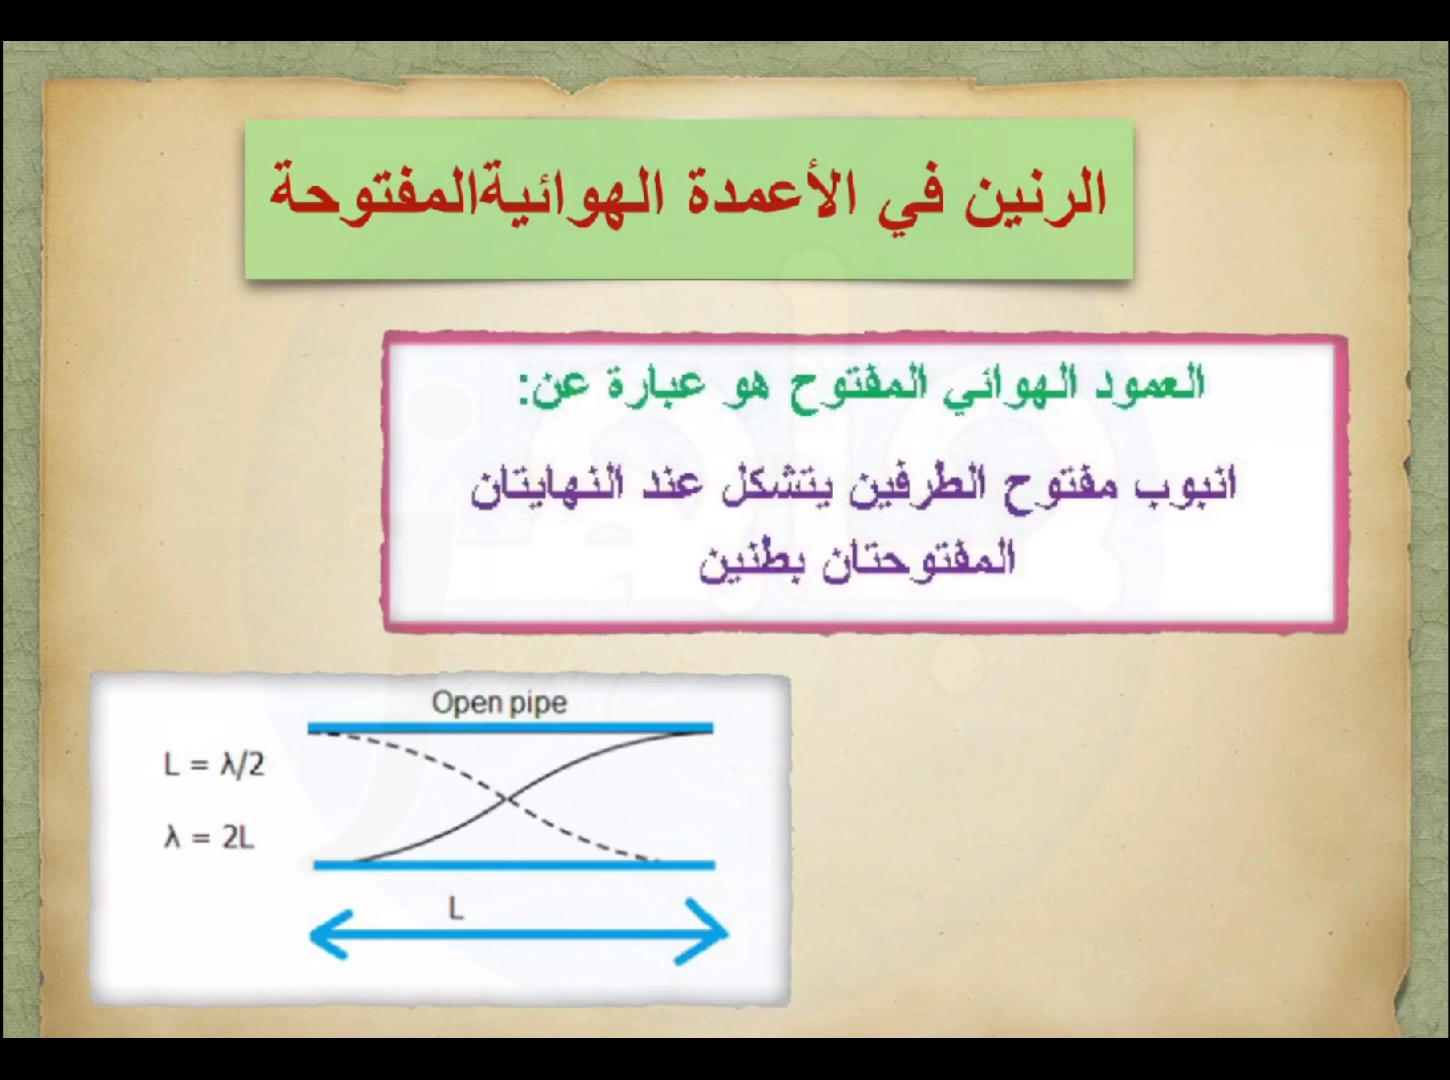 الرنين في الأعمدة الهوائيةالمفتوحة
العمود الهوائي المفتوح هو عبارة عن:
انبوب مفتوح الطرفين يتشكل عند النهايتان
المفتوحتان بطنين
Open pipe
L = λ/2
λ = 2L
L